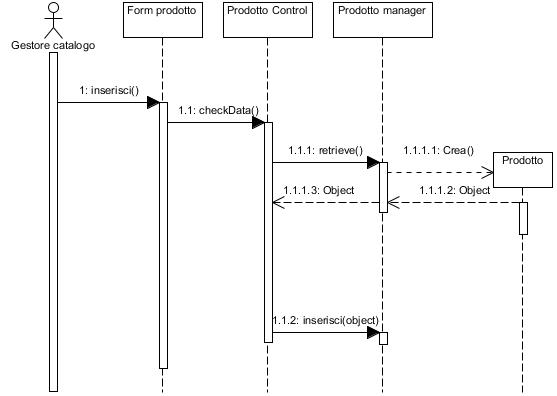 Form prodotto
Prodotto Control
Prodotto manager
Gestore catalogo
1: inserisci()
1.1: checkData()
1.1.1: retrieve()
1.1.1.1: Crea()
Prodotto
1.1.1.3: Object
1.1.1.2: Object
1.1.2: inserisci(object)